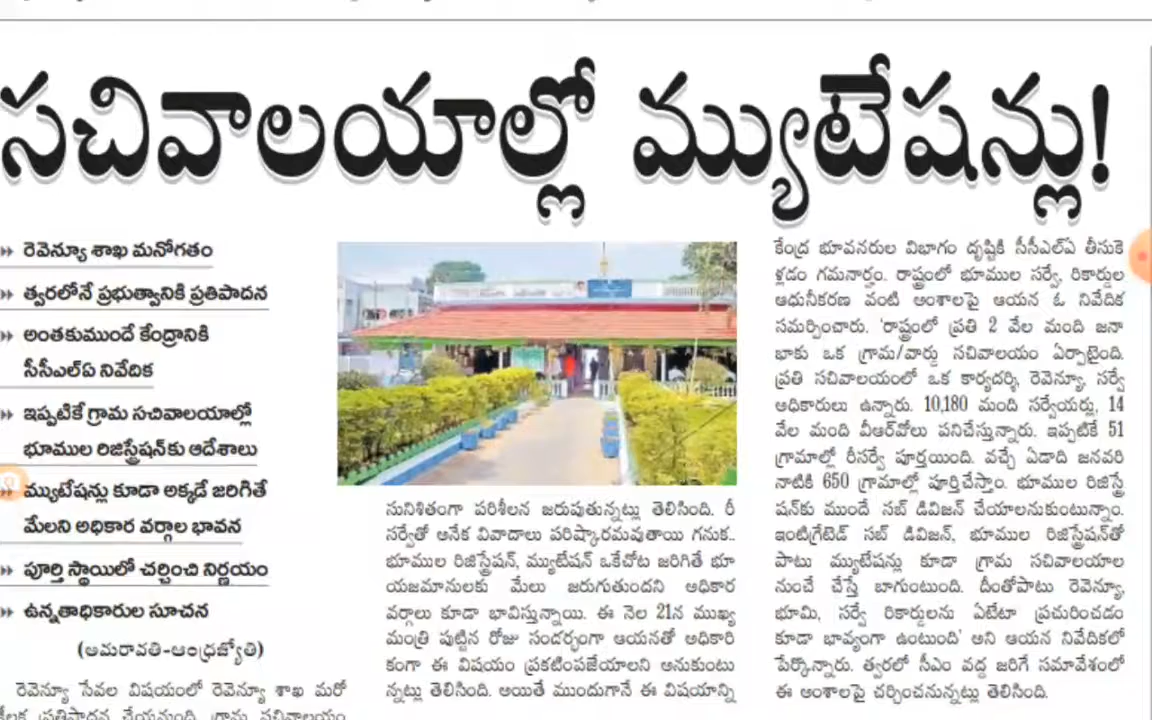 సచివాలయాల్లో మ్యుటేషన్లు!
రెవెన్యూ శాఖ మనోగతం
త్వరలోనే ప్రభుత్వానికి ప్రతిపాదన
అంతకుముందే కేంద్రానికి
సీసీఎల్ఏ నివేదిక
ఇప్పటికే గ్రామ సచివాలయాల్లో
భూముల రిజిస్ట్రేషన్‌కు ఆదేశాలు
మ్యుటేషన్లు కూడా అక్కడే జరిగితే
మేలని అధికార వర్గాల భావన
పూర్తి స్థాయిలో చర్చించి నిర్ణయం
ఉన్నతాధికారుల సూచన
(అమరావతి-ఆంధ్రజ్యోతి)
రెవెన్యూ సేవల విషయంలో రెవెన్యూ శాఖ మరో
కీలక ప్రతిపాదన చేయనుంది. గ్రామ సచివాలయం
సునిశితంగా పరిశీలన జరుపుతున్నట్లు తెలిసింది. రీ
సర్వేతో అనేక వివాదాలు పరిష్కారమవుతాయి గనుక..
భూముల రిజిస్ట్రేషన్, మ్యుటేషన్ ఒకేచోట జరిగితే భూ
యజమానులకు మేలు జరుగుతుందని అధికార
వర్గాలు కూడా భావిస్తున్నాయి. ఈ నెల 21న ముఖ్య
మంత్రి పుట్టిన రోజు సందర్భంగా ఆయనతో అధికారి
కంగా ఈ విషయం ప్రకటింపజేయాలని అనుకుంటు
న్నట్లు తెలిసింది. అయితే ముందుగానే ఈ విషయాన్ని
కేంద్ర భూవనరుల విభాగం దృష్టికి సీసీఎల్ఏ తీసుకె
ళ్లడం గమనార్హం. రాష్ట్రంలో భూముల సర్వే, రికార్డుల
ఆధునీకరణ వంటి అంశాలపై ఆయన ఓ నివేదిక
సమర్పించారు. 'రాష్ట్రంలో ప్రతి 2 వేల మంది జనా
భాకు ఒక గ్రామ/వార్డు సచివాలయం ఏర్పాటైంది.
ప్రతి సచివాలయంలో ఒక కార్యదర్శి, రెవెన్యూ, సర్వే
అధికారులు ఉన్నారు. 10,180 మంది సర్వేయర్లు, 14
వేల మంది వీఆర్‌వోలు పనిచేస్తున్నారు. ఇప్పటికే 51
గ్రామాల్లో రీసర్వే పూర్తయింది. వచ్చే ఏడాది జనవరి
నాటికి 650 గ్రామాల్లో పూర్తిచేస్తాం. భూముల రిజిస్ట్రే
షన్‌కు ముందే సబ్ డివిజన్ చేయాలనుకుంటున్నాం.
ఇంటిగ్రేటెడ్ సబ్ డివిజన్, భూముల రిజిస్ట్రేషన్‌తో
పాటు మ్యుటేషన్లు కూడా గ్రామ సచివాలయాల
నుంచే చేస్తే బాగుంటుంది. దీంతోపాటు రెవెన్యూ,
భూమి, సర్వే రికార్డులను ఏటేటా ప్రచురించడం
కూడా భావ్యంగా ఉంటుంది' అని ఆయన నివేదికలో
పేర్కొన్నారు. త్వరలో సీఎం వద్ద జరిగే సమావేశంలో
ఈ అంశాలపై చర్చించనున్నట్లు తెలిసింది.